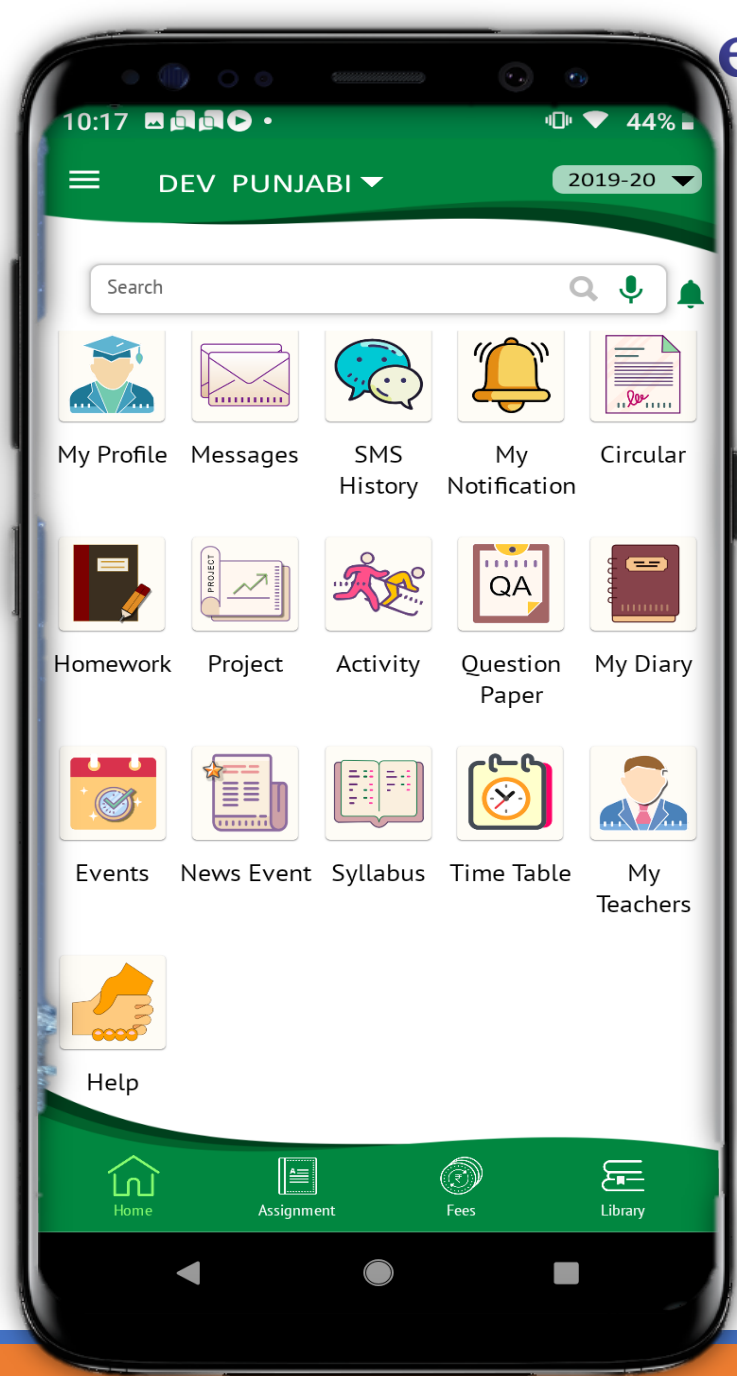 e
10:17 44%
DEV PUNJABI 2019-20
Search
My Profile Messages SMS History My Notification Circular
PROJECT QA
Homework Project Activity Question Paper My Diary
Events News Event Syllabus Time Table My Teachers
Help
Home Assignment Fees Library